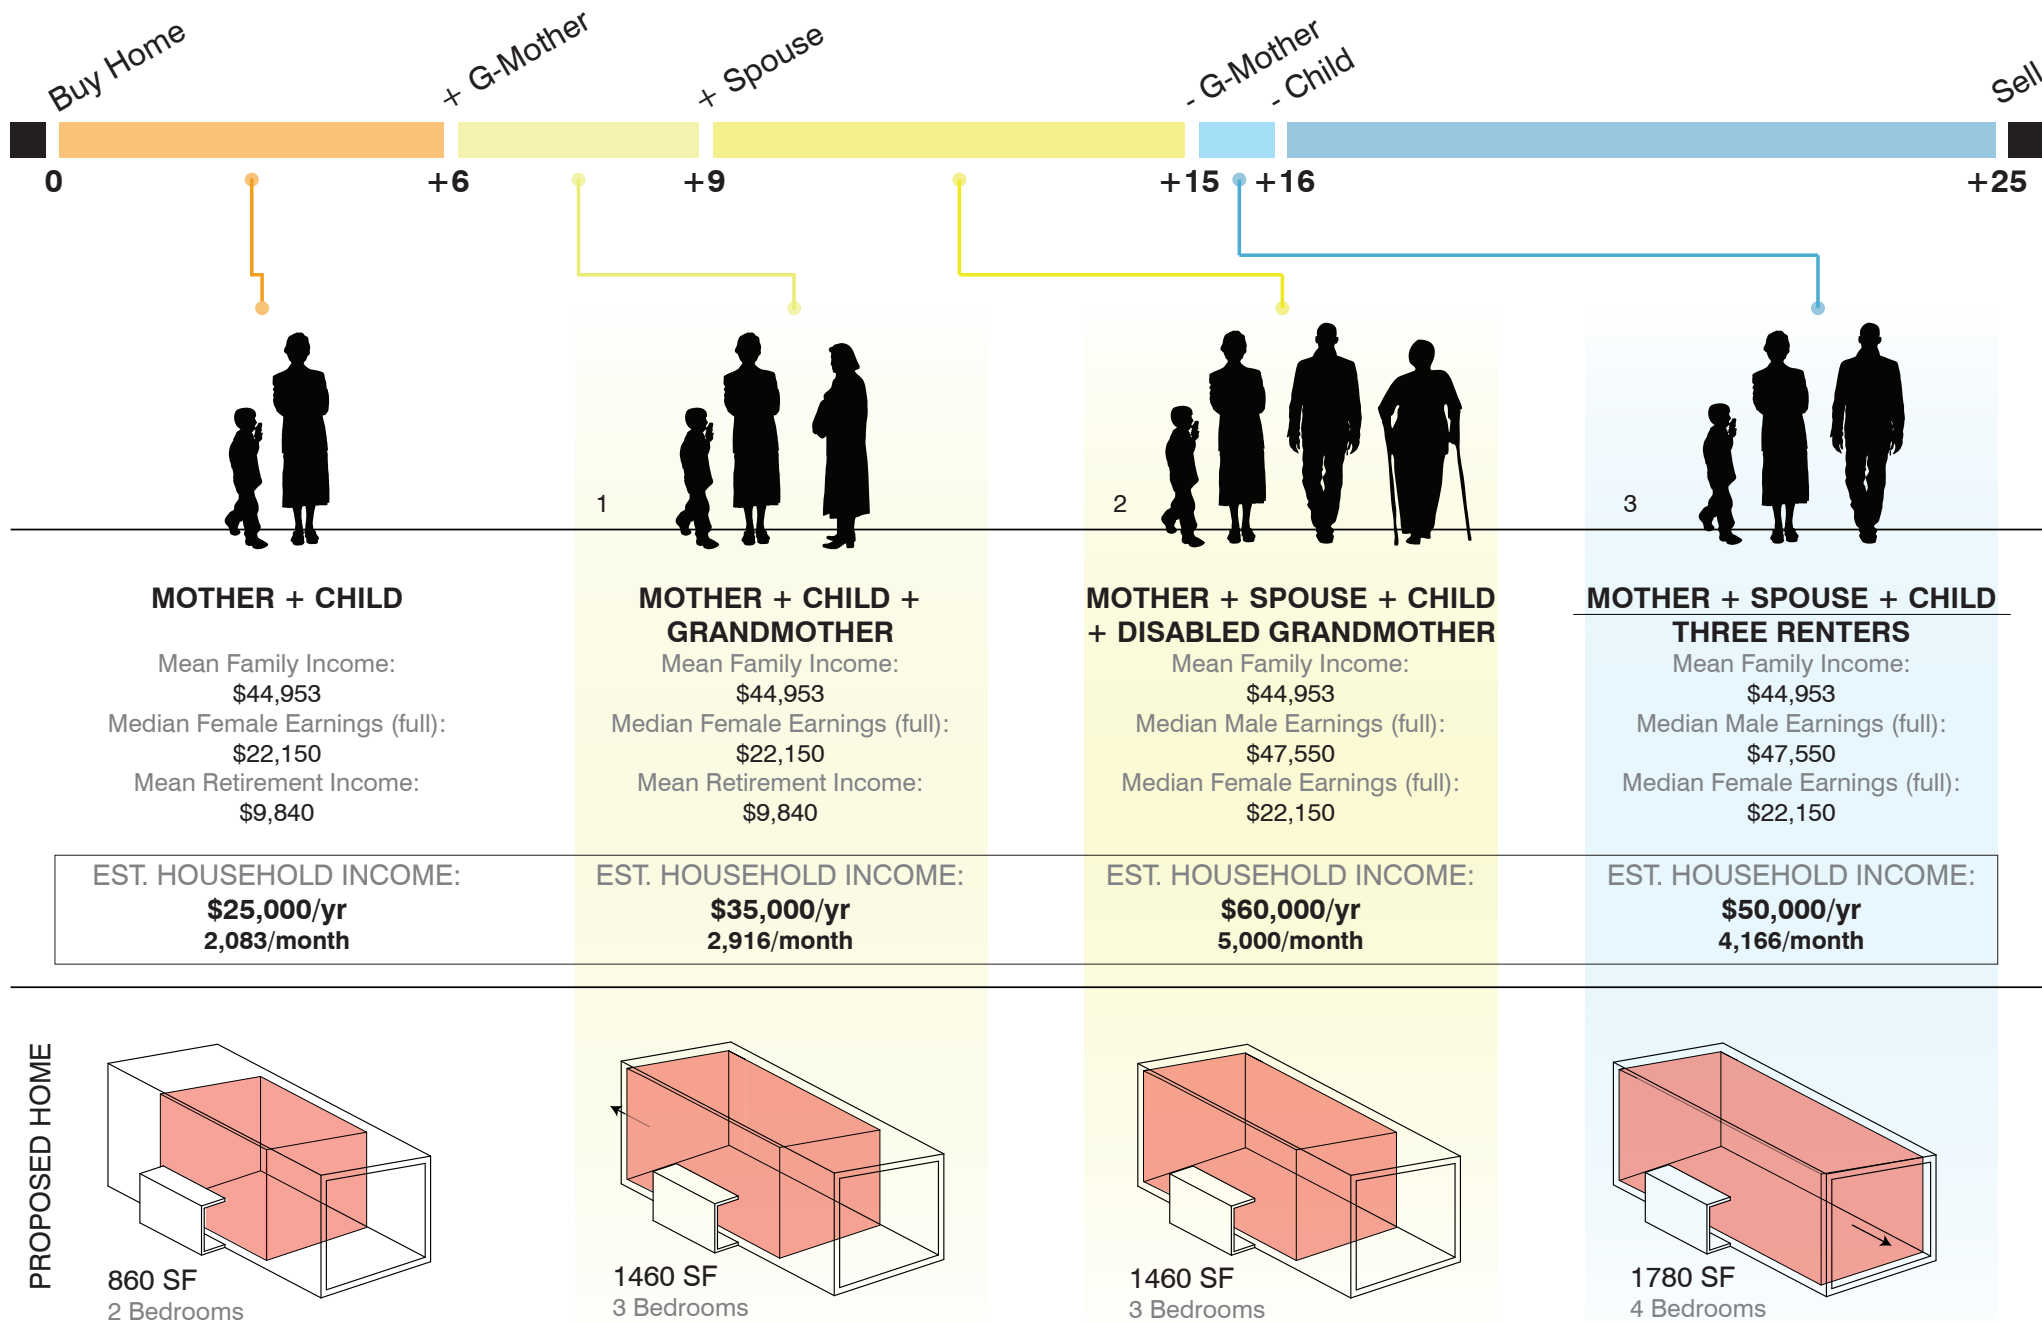 Buy Home
+ G-Mother
+ Spouse
- G-Mother
- Child
Sell
0
+6
+9
+15
+16
+25
1
2
3
MOTHER + CHILD
Mean Family Income:
$44,953
Median Female Earnings (full):
$22,150
Mean Retirement Income:
$9,840
EST. HOUSEHOLD INCOME:
$25,000/yr
2,083/month
MOTHER + CHILD +
GRANDMOTHER
Mean Family Income:
$44,953
Median Female Earnings (full):
$22,150
Mean Retirement Income:
$9,840
EST. HOUSEHOLD INCOME:
$35,000/yr
2,916/month
MOTHER + SPOUSE + CHILD
+ DISABLED GRANDMOTHER
Mean Family Income:
$44,953
Median Male Earnings (full):
$47,550
Median Female Earnings (full):
$22,150
EST. HOUSEHOLD INCOME:
$60,000/yr
5,000/month
MOTHER + SPOUSE + CHILD
THREE RENTERS
Mean Family Income:
$44,953
Median Male Earnings (full):
$47,550
Median Female Earnings (full):
$22,150
EST. HOUSEHOLD INCOME:
$50,000/yr
4,166/month
PROPOSED HOME
860 SF
2 Bedrooms
1460 SF
3 Bedrooms
1460 SF
3 Bedrooms
1780 SF
4 Bedrooms